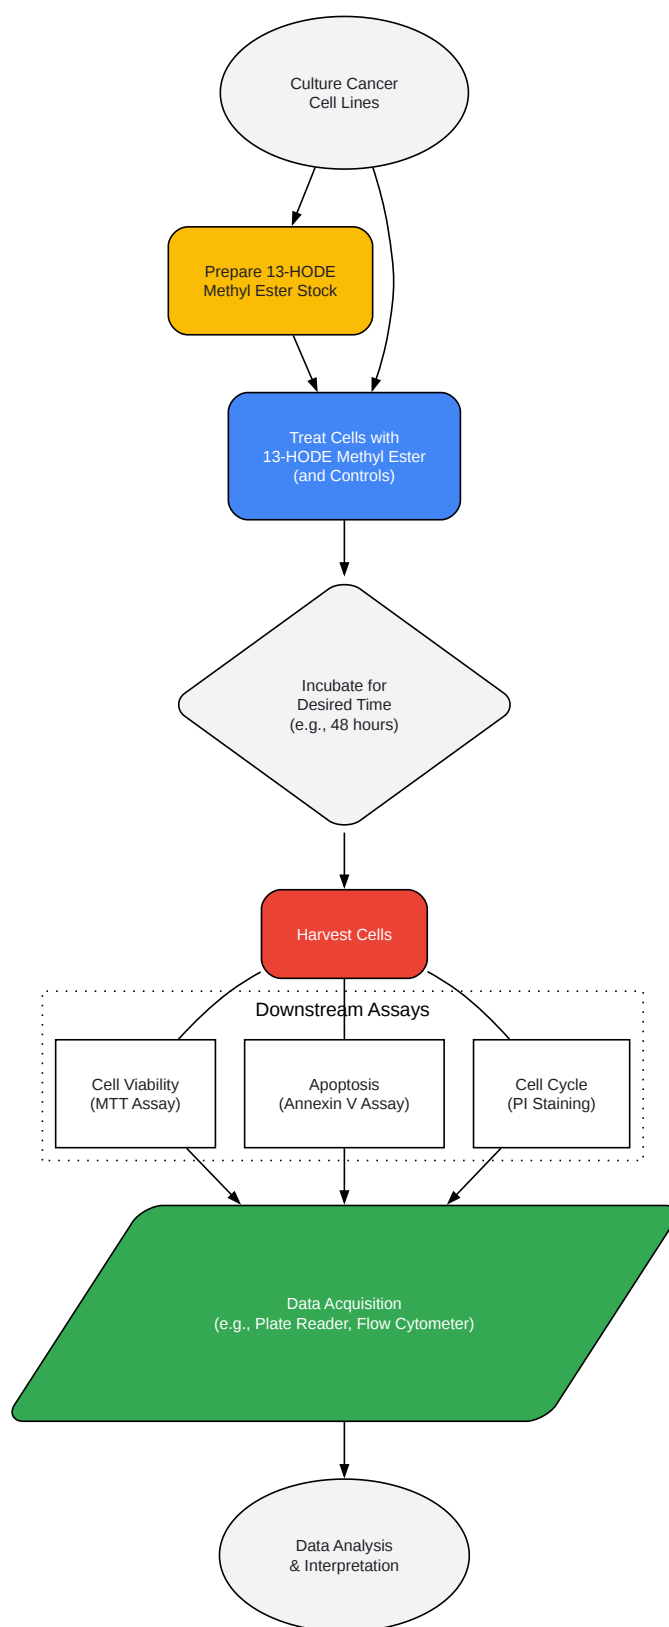 Culture Cancer
Cell Lines
Prepare 13-HODE
Methyl Ester Stock
Treat Cells with
13-HODE Methyl Ester
(and Controls)
Incubate for
Desired Time
(e.g., 48 hours)
Harvest Cells
Downstream Assays
Cell Viability
(MTT Assay)
Apoptosis
(Annexin V Assay)
Cell Cycle
(PI Staining)
Data Acquisition
(e.g., Plate Reader, Flow Cytometer)
Data Analysis
& Interpretation